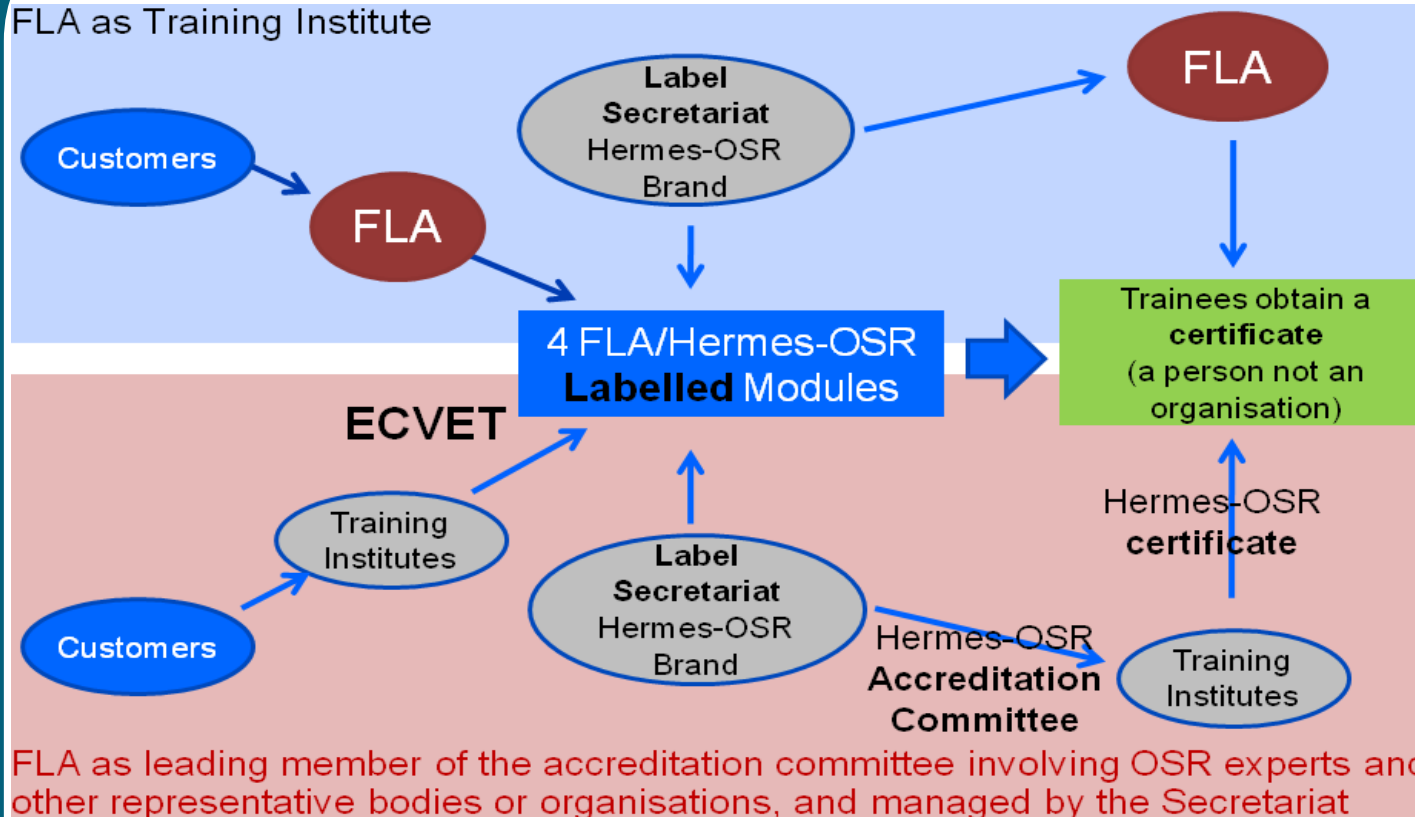 FLA as Training Institute
Label
Secretariat
Hermes-OSR
Brand
FLA
Customers
FLA
4 FLA/Hermes-OSR
Labelled Modules
Trainees obtain a
certificate
(a person not an
organisation)
ECVET
Training
Institutes
Customers
Label
Secretariat
Hermes-OSR
Brand
Hermes-OSR
certificate
Hermes-OSR
Accreditation
Committee
Training
Institutes
FLA as leading member of the accreditation committee involving OSR experts and
other representative bodies or organisations, and managed by the Secretariat